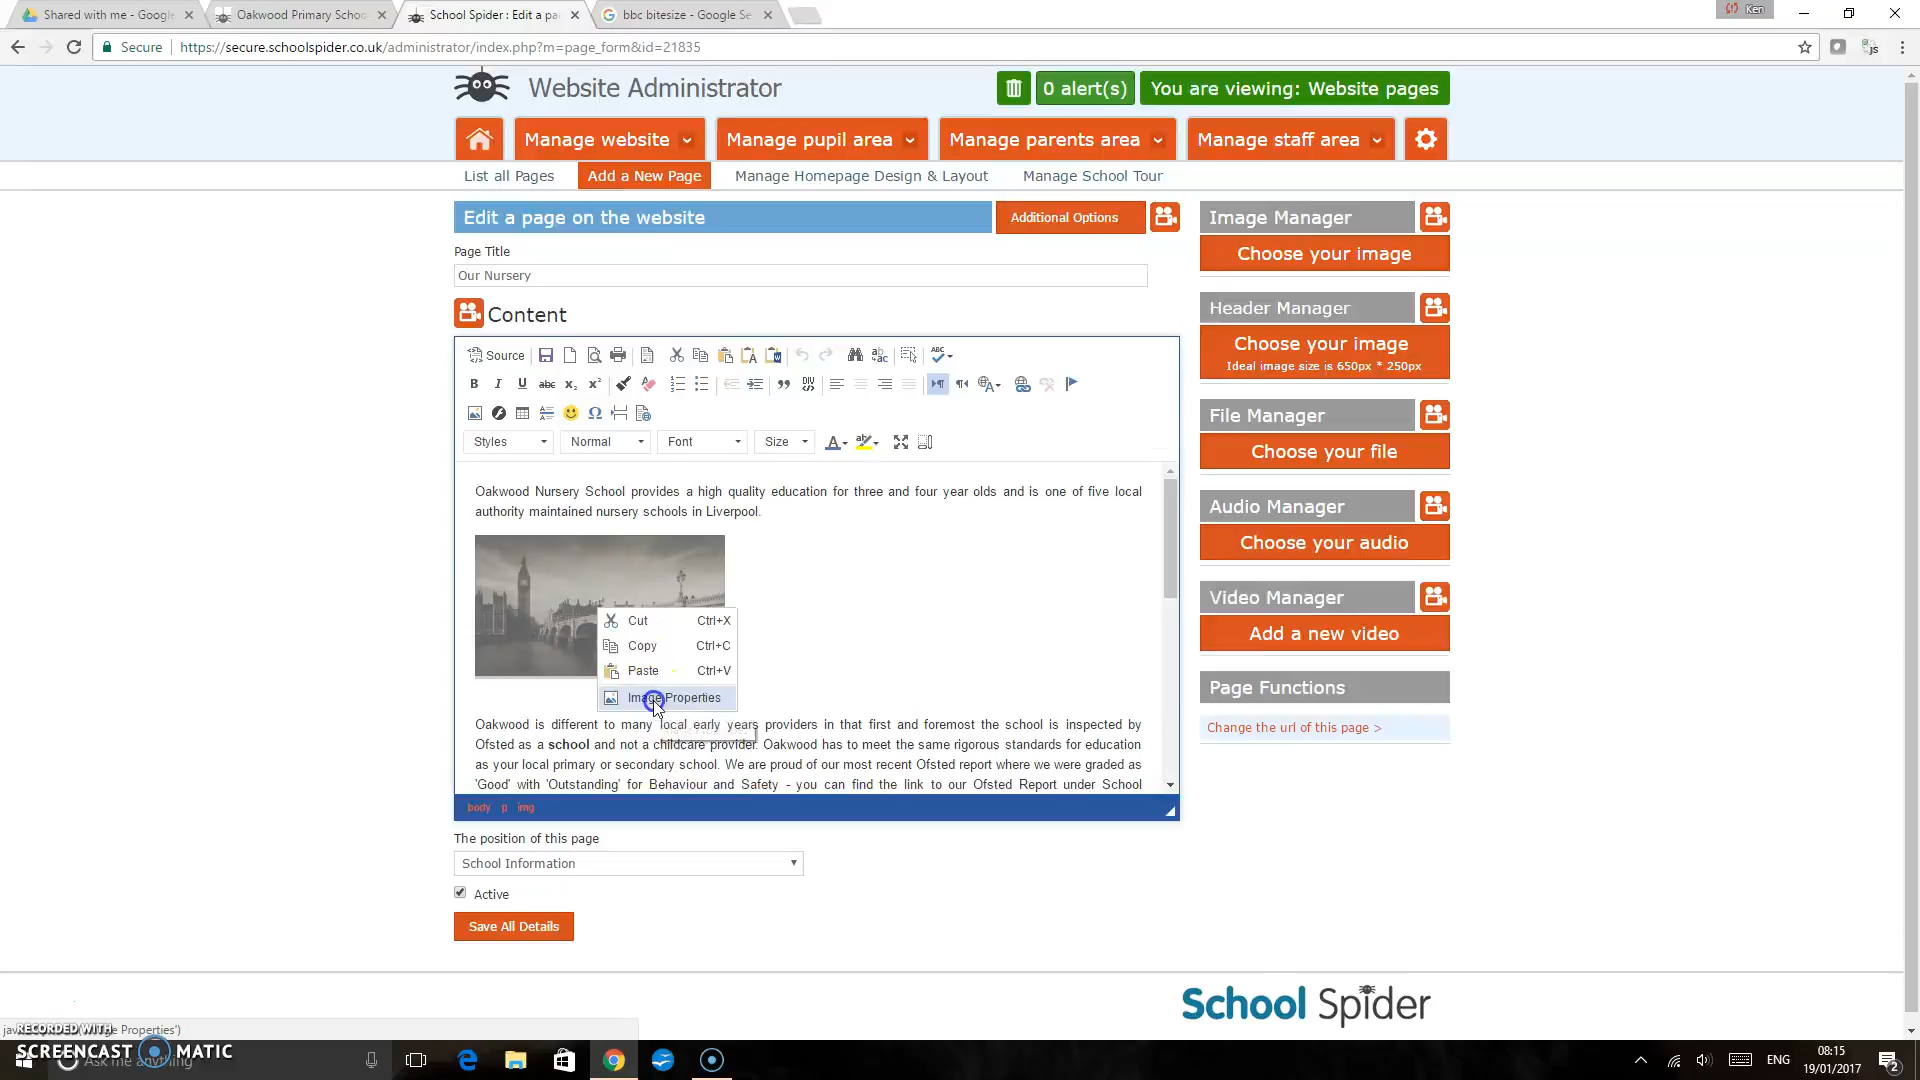 Shared with me - Google
Oakwood Primary Schoo
School Spider : Edit a pa
bbc bitesize - Google Se
Ken
Secure
https://secure.schoolspider.co.uk/administrator/index.php?m=page_form&id=21835
Website Administrator
0 alert(s)
You are viewing: Website pages
Manage website
Manage pupil area
Manage parents area
Manage staff area
List all Pages
Add a New Page
Manage Homepage Design & Layout
Manage School Tour
Edit a page on the website
Additional Options
Image Manager
Choose your image
Page Title
Our Nursery
Content
Header Manager
Choose your image
Ideal image size is 650px * 250px
Source
Styles
Normal
Font
Size
File Manager
Choose your file
Oakwood Nursery School provides a high quality education for three and four year olds and is one of five local
authority maintained nursery schools in Liverpool.
Audio Manager
Choose your audio
Video Manager
Add a new video
Cut Ctrl+X
Copy Ctrl+C
Paste Ctrl+V
Image Properties
Page Functions
Change the url of this page >
Oakwood is different to many local early years providers in that first and foremost the school is inspected by
Ofsted as a school and not a childcare provider. Oakwood has to meet the same rigorous standards for education
as your local primary or secondary school. We are proud of our most recent Ofsted report where we were graded as
'Good' with 'Outstanding' for Behaviour and Safety - you can find the link to our Ofsted Report under School
body p img
The position of this page
School Information
Active
Save All Details
School Spider
RECORDED WITH
SCREENCAST MATIC
Ask me anything
ENG
08:15
19/01/2017
2